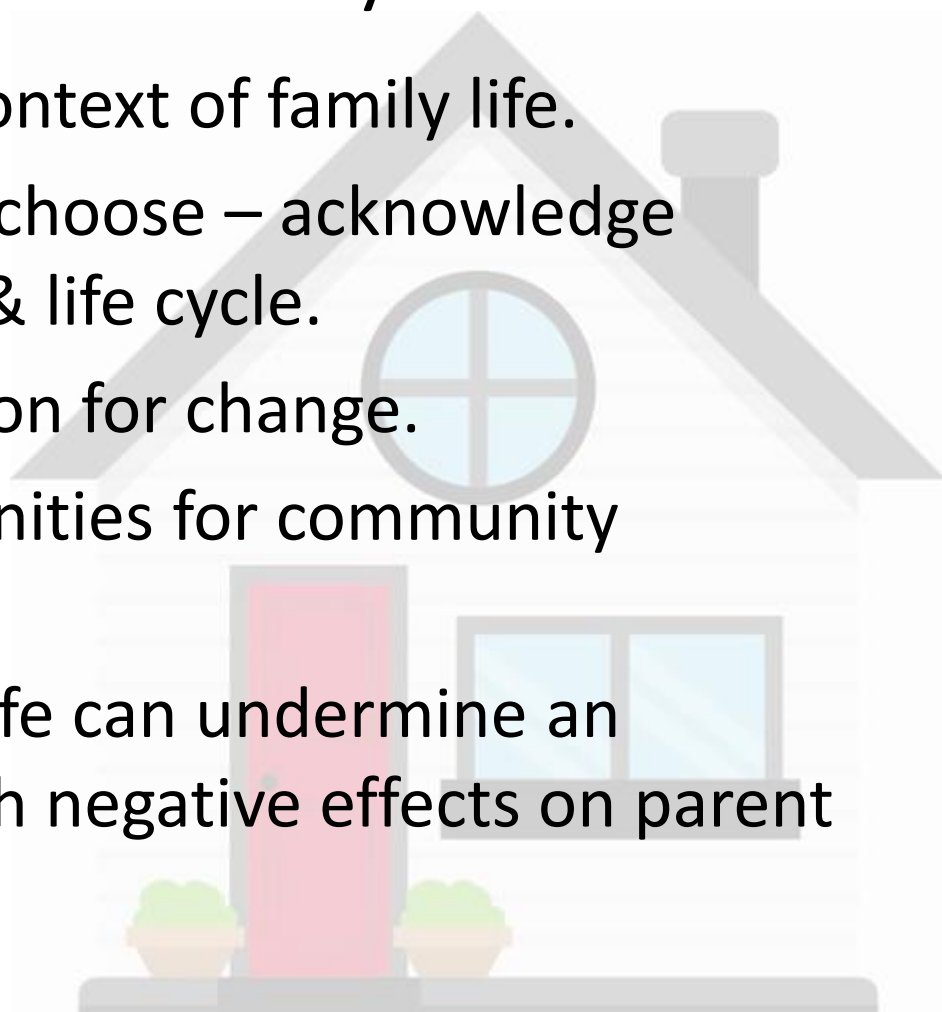 ontext of family life.
choose – acknowledge
& life cycle.
on for change.
nities for community
fe can undermine an
h negative effects on parent